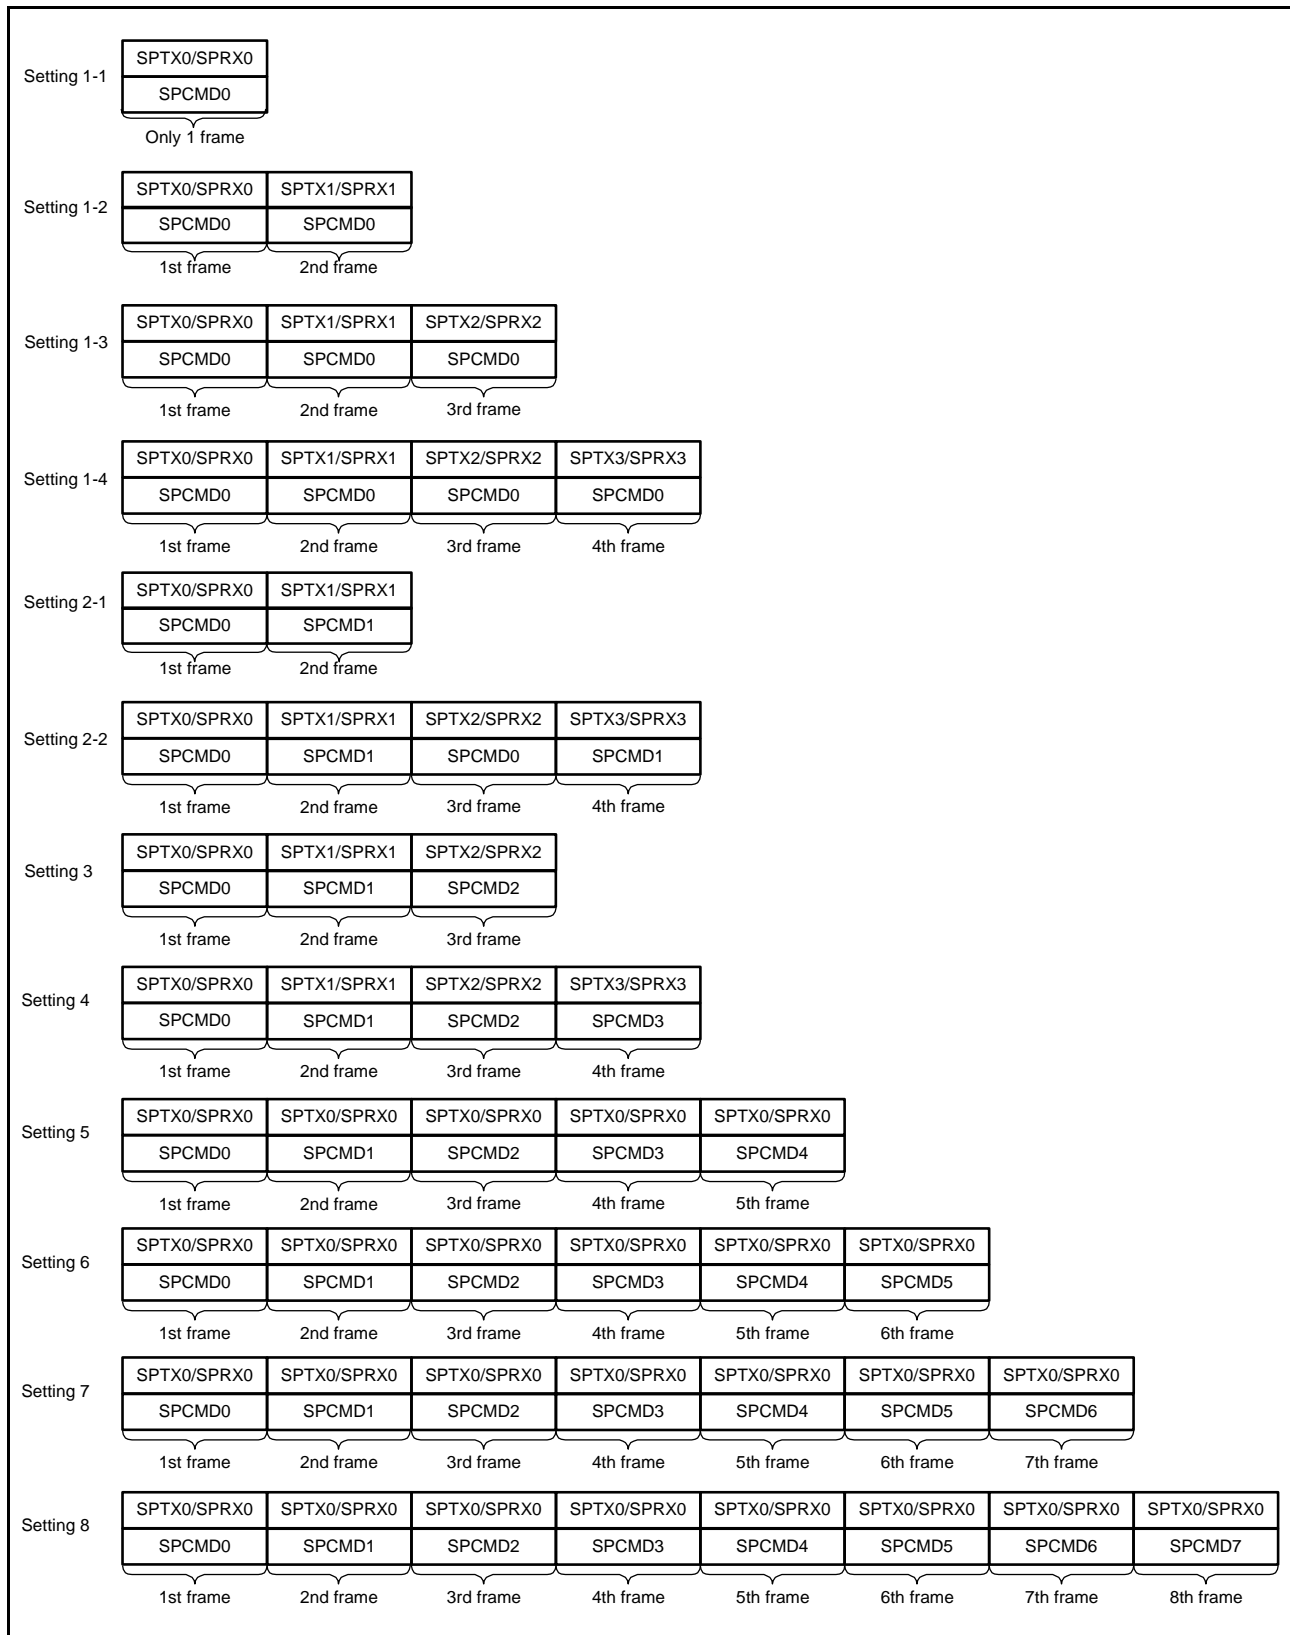 SPTX0/SPRX0
Setting 1-1
SPCMD0
Only 1 frame
SPTX0/SPRX0 SPTX1/SPRX1
Setting 1-2
SPCMD0 SPCMD0
1st frame 2nd frame
SPTX0/SPRX0 SPTX1/SPRX1 SPTX2/SPRX2
Setting 1-3
SPCMD0 SPCMD0 SPCMD0
1st frame 2nd frame 3rd frame
SPTX0/SPRX0 SPTX1/SPRX1 SPTX2/SPRX2 SPTX3/SPRX3
Setting 1-4
SPCMD0 SPCMD0 SPCMD0 SPCMD0
1st frame 2nd frame 3rd frame 4th frame
SPTX0/SPRX0 SPTX1/SPRX1
Setting 2-1
SPCMD0 SPCMD1
1st frame 2nd frame
SPTX0/SPRX0 SPTX1/SPRX1 SPTX2/SPRX2 SPTX3/SPRX3
Setting 2-2
SPCMD0 SPCMD1 SPCMD0 SPCMD1
1st frame 2nd frame 3rd frame 4th frame
SPTX0/SPRX0 SPTX1/SPRX1 SPTX2/SPRX2
Setting 3
SPCMD0 SPCMD1 SPCMD2
1st frame 2nd frame 3rd frame
SPTX0/SPRX0 SPTX1/SPRX1 SPTX2/SPRX2 SPTX3/SPRX3
Setting 4
SPCMD0 SPCMD1 SPCMD2 SPCMD3
1st frame 2nd frame 3rd frame 4th frame
SPTX0/SPRX0 SPTX0/SPRX0 SPTX0/SPRX0 SPTX0/SPRX0 SPTX0/SPRX0
Setting 5
SPCMD0 SPCMD1 SPCMD2 SPCMD3 SPCMD4
1st frame 2nd frame 3rd frame 4th frame 5th frame
SPTX0/SPRX0 SPTX0/SPRX0 SPTX0/SPRX0 SPTX0/SPRX0 SPTX0/SPRX0 SPTX0/SPRX0
Setting 6
SPCMD0 SPCMD1 SPCMD2 SPCMD3 SPCMD4 SPCMD5
1st frame 2nd frame 3rd frame 4th frame 5th frame 6th frame
SPTX0/SPRX0 SPTX0/SPRX0 SPTX0/SPRX0 SPTX0/SPRX0 SPTX0/SPRX0 SPTX0/SPRX0 SPTX0/SPRX0
Setting 7
SPCMD0 SPCMD1 SPCMD2 SPCMD3 SPCMD4 SPCMD5 SPCMD6
1st frame 2nd frame 3rd frame 4th frame 5th frame 6th frame 7th frame
SPTX0/SPRX0 SPTX0/SPRX0 SPTX0/SPRX0 SPTX0/SPRX0 SPTX0/SPRX0 SPTX0/SPRX0 SPTX0/SPRX0 SPTX0/SPRX0
Setting 8
SPCMD0 SPCMD1 SPCMD2 SPCMD3 SPCMD4 SPCMD5 SPCMD6 SPCMD7
1st frame 2nd frame 3rd frame 4th frame 5th frame 6th frame 7th frame 8th frame